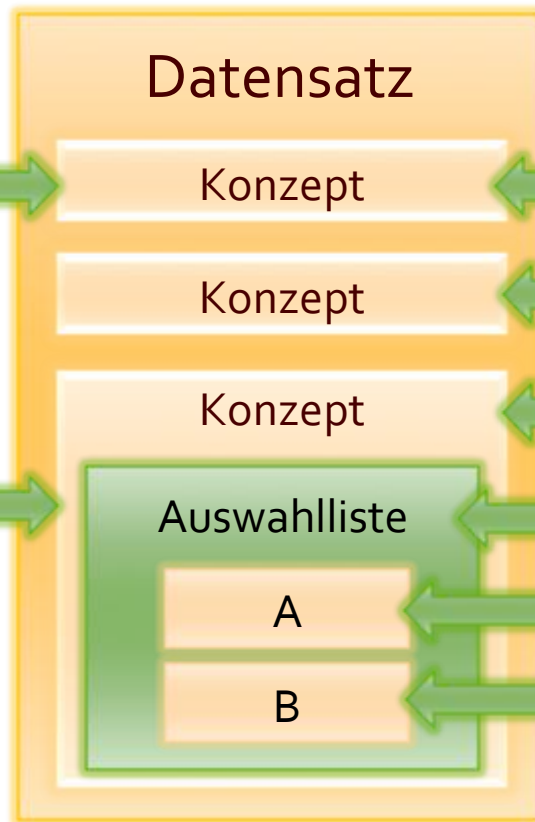 Datensatz
Konzept
Konzept
Konzept
Auswahlliste
A
B